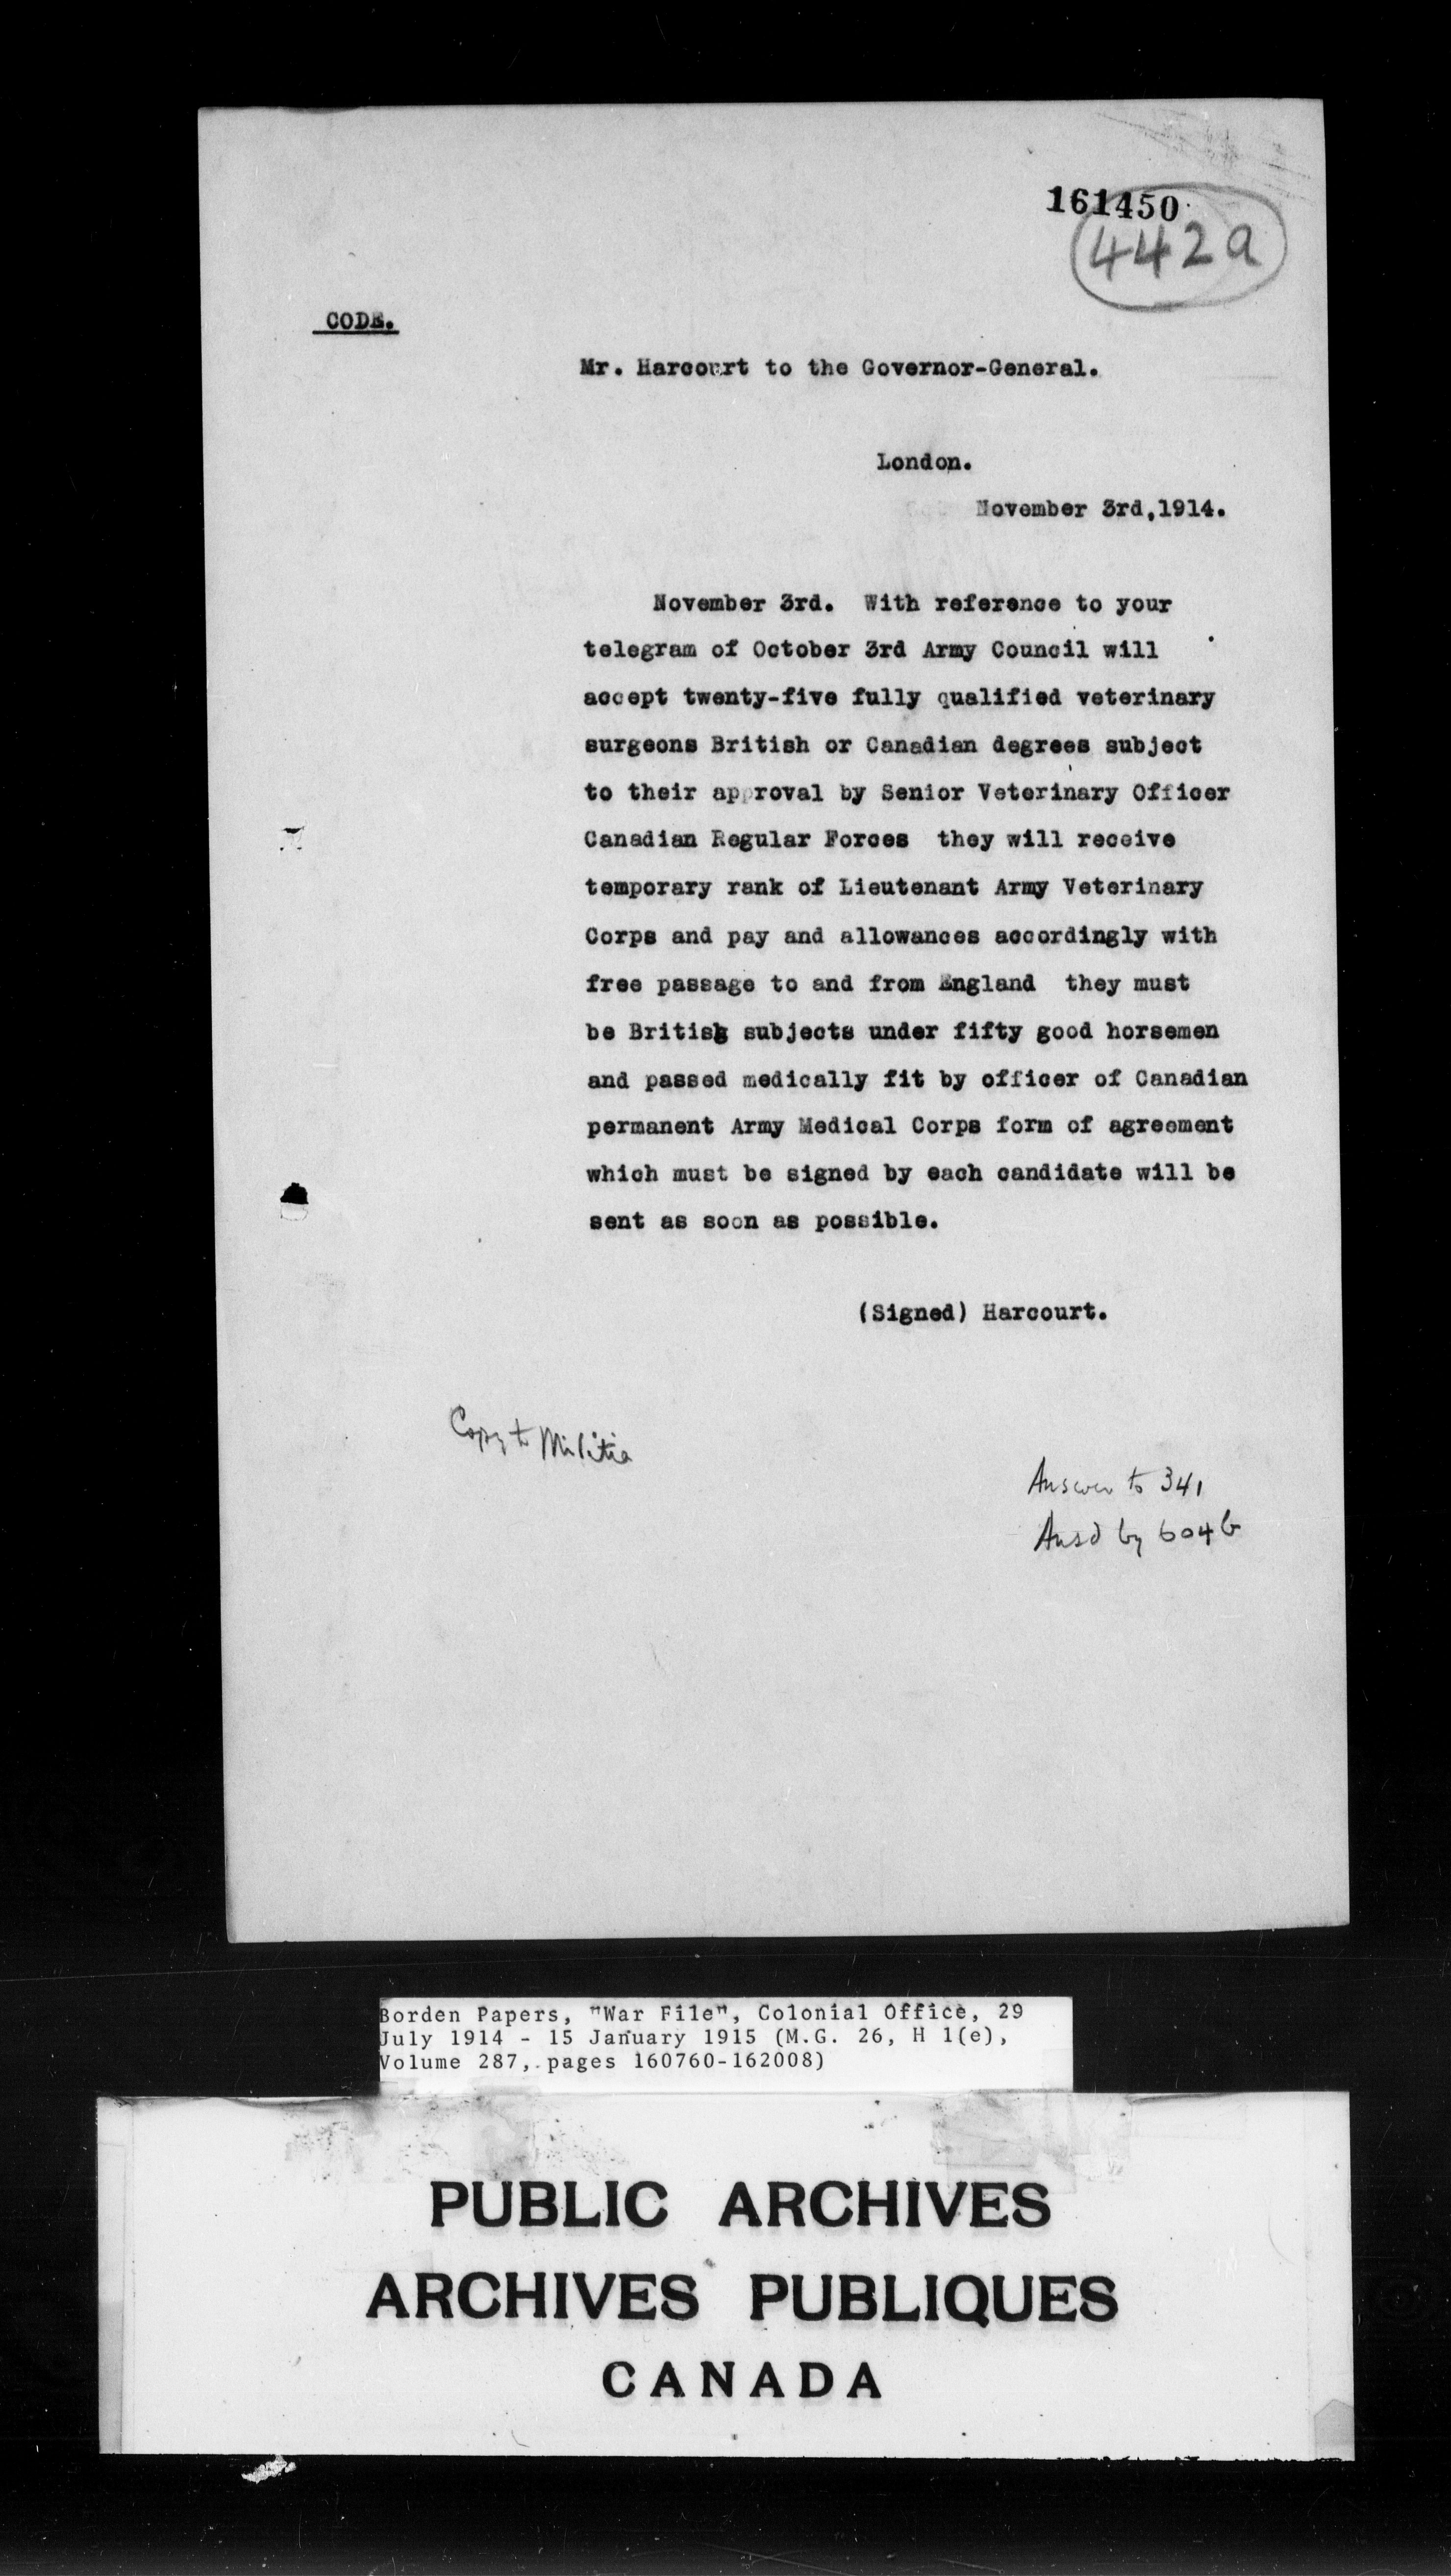 161450
442a
CODE.
Mr. Harcourt to the Governor-General.
London.
November 3rd,1914.
November 3rd. With reference to your
telegram of October 3rd Army Council will
accept twenty-five fully qualified veterinary
surgeons British or Canadian degrees subject
to their approval by Senior Veterinary Officer
Canadian Regular Forces they will receive
temporary rank of Lieutenant Army Veterinary
Corps and pay and allowances accordingly with
free passage to and from England they must
be British subjects under fifty good horsemen
and passed medically fit by officer of Canadian
permanent Army Medical Corps form of agreement
which must be signed by each candidate will be
sent as soon as possible.
(Signed) Harcourt.
Copy to Militia
Answer to 341
Ansd by 604b
Borden Papers, "War File", Colonial Office, 29
July 1914 - 15 January 1915 (M.G. 26, H 1(e),
Volume 287, pages 160760-162008)
PUBLIC ARCHIVES
ARCHIVES PUBLIQUES
CANADA